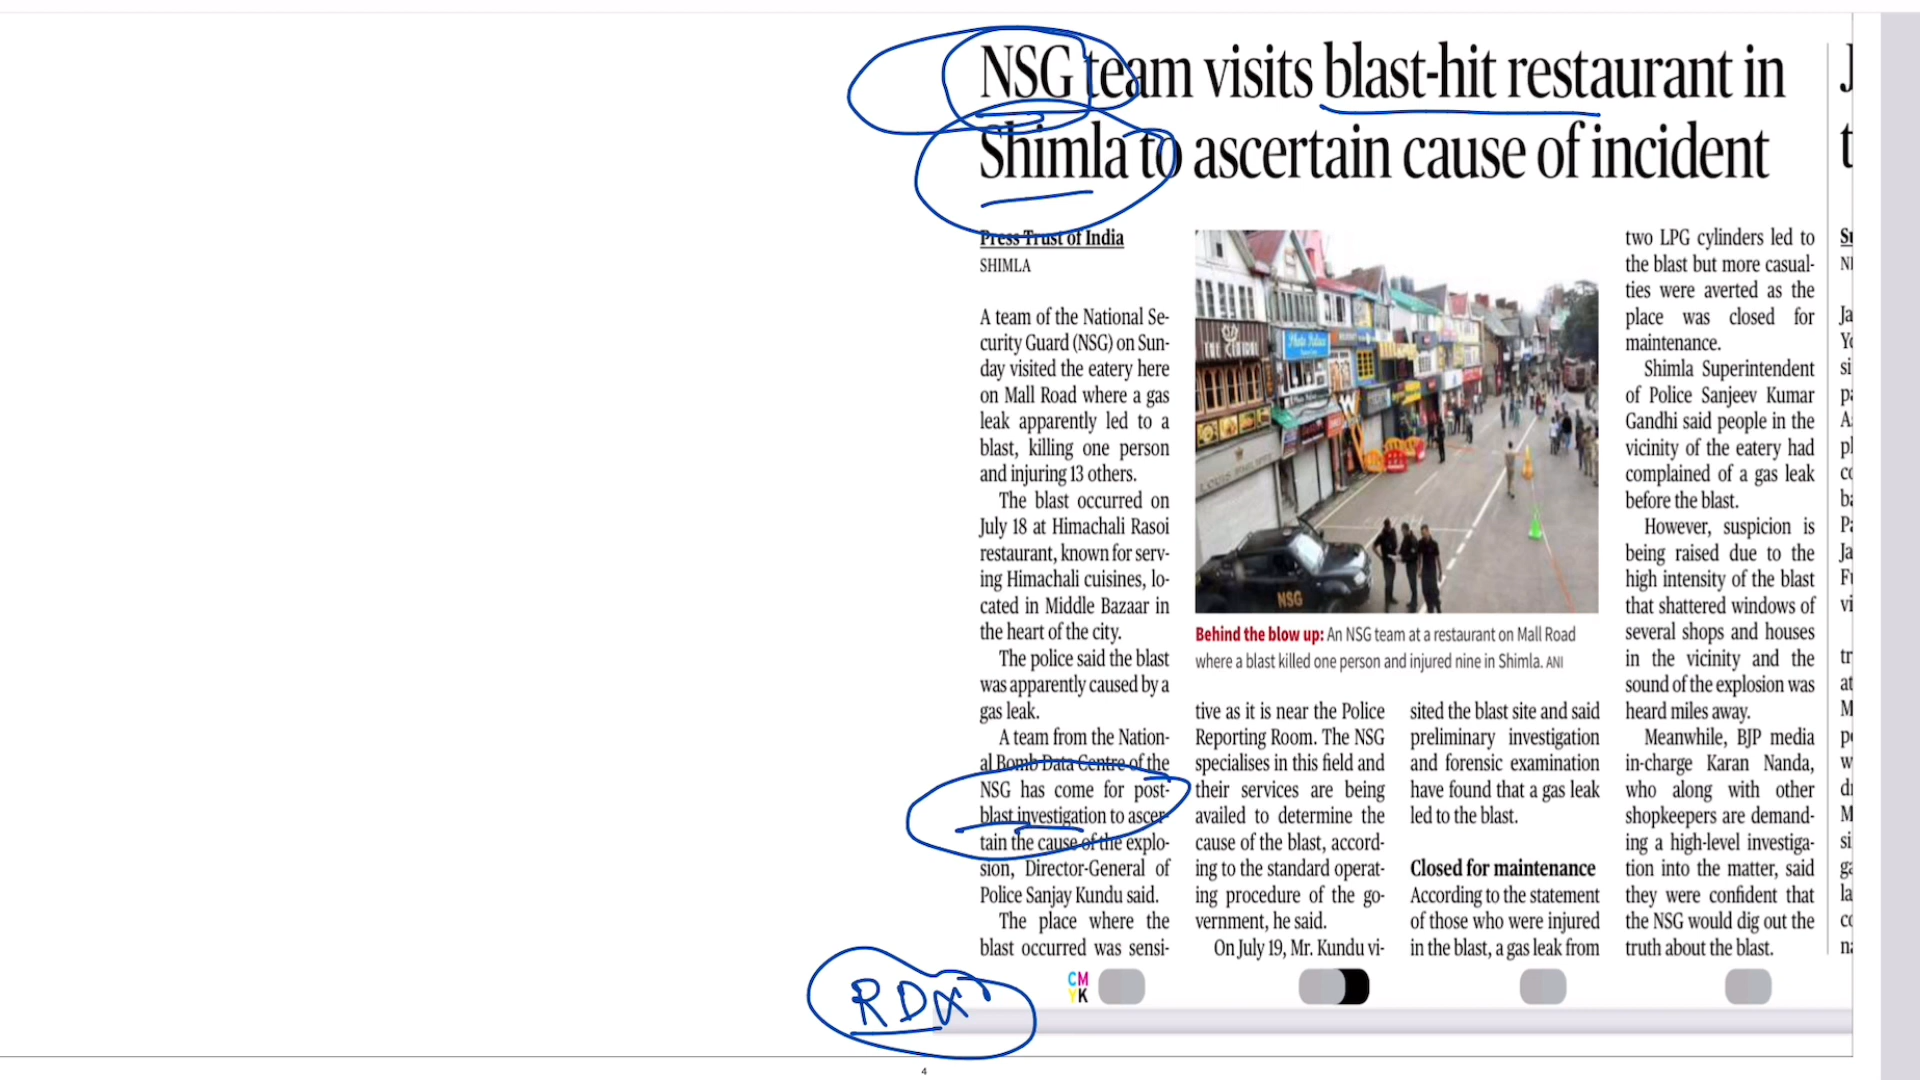 NSG team visits blast-hit restaurant in
Shimla to ascertain cause of incident
Press Trust of India
SHIMLA
A team of the National Se-
curity Guard (NSG) on Sun-
day visited the eatery here
on Mall Road where a gas
leak apparently led to a
blast, killing one person
and injuring 13 others.
The blast occurred on
July 18 at Himachali Rasoi
restaurant, known for serv-
ing Himachali cuisines, lo-
cated in Middle Bazaar in
the heart of the city.
The police said the blast
was apparently caused by a
gas leak.
A team from the Nation-
al Bomb Data Centre of the
NSG has come for post-
blast investigation to ascer-
tain the cause of the explo-
sion, Director-General of
Police Sanjay Kundu said.
The place where the
blast occurred was sensi-
NSG
Behind the blow up: An NSG team at a restaurant on Mall Road
where a blast killed one person and injured nine in Shimla. ANI
tive as it is near the Police
Reporting Room. The NSG
specialises in this field and
their services are being
availed to determine the
cause of the blast, accord-
ing to the standard operat-
ing procedure of the go-
vernment, he said.
On July 19, Mr. Kundu vi-
sited the blast site and said
preliminary investigation
and forensic examination
have found that a gas leak
led to the blast.
Closed for maintenance
According to the statement
of those who were injured
in the blast, a gas leak from
two LPG cylinders led to
the blast but more casual-
ties were averted as the
place was closed for
maintenance.
Shimla Superintendent
of Police Sanjeev Kumar
Gandhi said people in the
vicinity of the eatery had
complained of a gas leak
before the blast.
However, suspicion is
being raised due to the
high intensity of the blast
that shattered windows of
several shops and houses
in the vicinity and the
sound of the explosion was
heard miles away.
Meanwhile, BJP media
in-charge Karan Nanda,
who along with other
shopkeepers are demand-
ing a high-level investiga-
tion into the matter, said
they were confident that
the NSG would dig out the
truth about the blast.
RDX
CM
YK
4